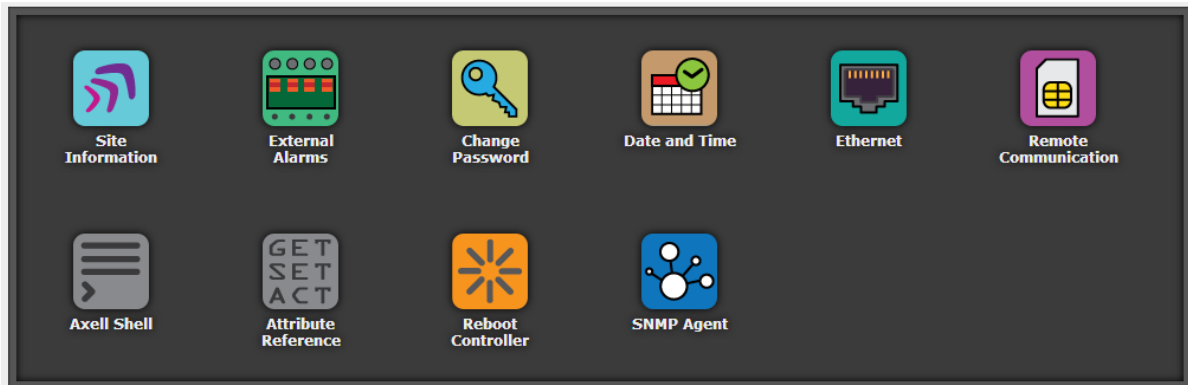 Site
Information
External
Alarms
Change
Password
Date and Time
Ethernet
Remote
Communication
Axell Shell
GET
SET
ACT
Attribute
Reference
Reboot
Controller
SNMP Agent